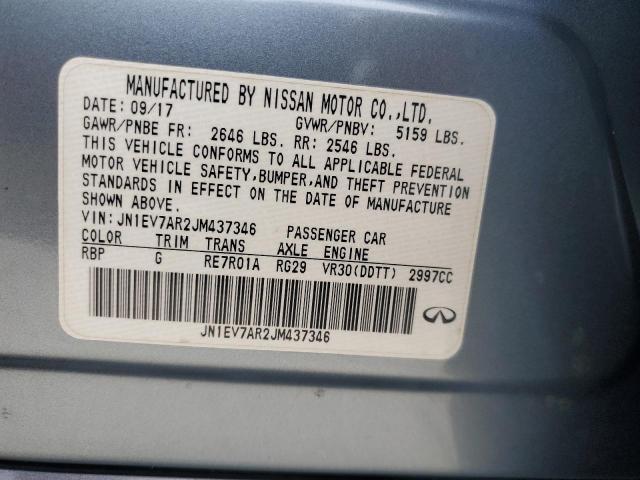 MANUFACTURED BY NISSAN MOTOR CO.,LTD.
DATE: 09/17 GVWR/PNBV: 5159 LBS.
GAWR/PNBE FR: 2646 LBS. RR: 2546 LBS.
THIS VEHICLE CONFORMS TO ALL APPLICABLE FEDERAL
MOTOR VEHICLE SAFETY,BUMPER,AND THEFT PREVENTION
STANDARDS IN EFFECT ON THE DATE OF MANUFACTURE
SHOWN ABOVE.
VIN:JN1EV7AR2JM437346 PASSENGER CAR
COLOR TRIM TRANS AXLE ENGINE
RBP G RE7R01A RG29 VR30(DDTT) 2997CC
JN1EV7AR2JM437346